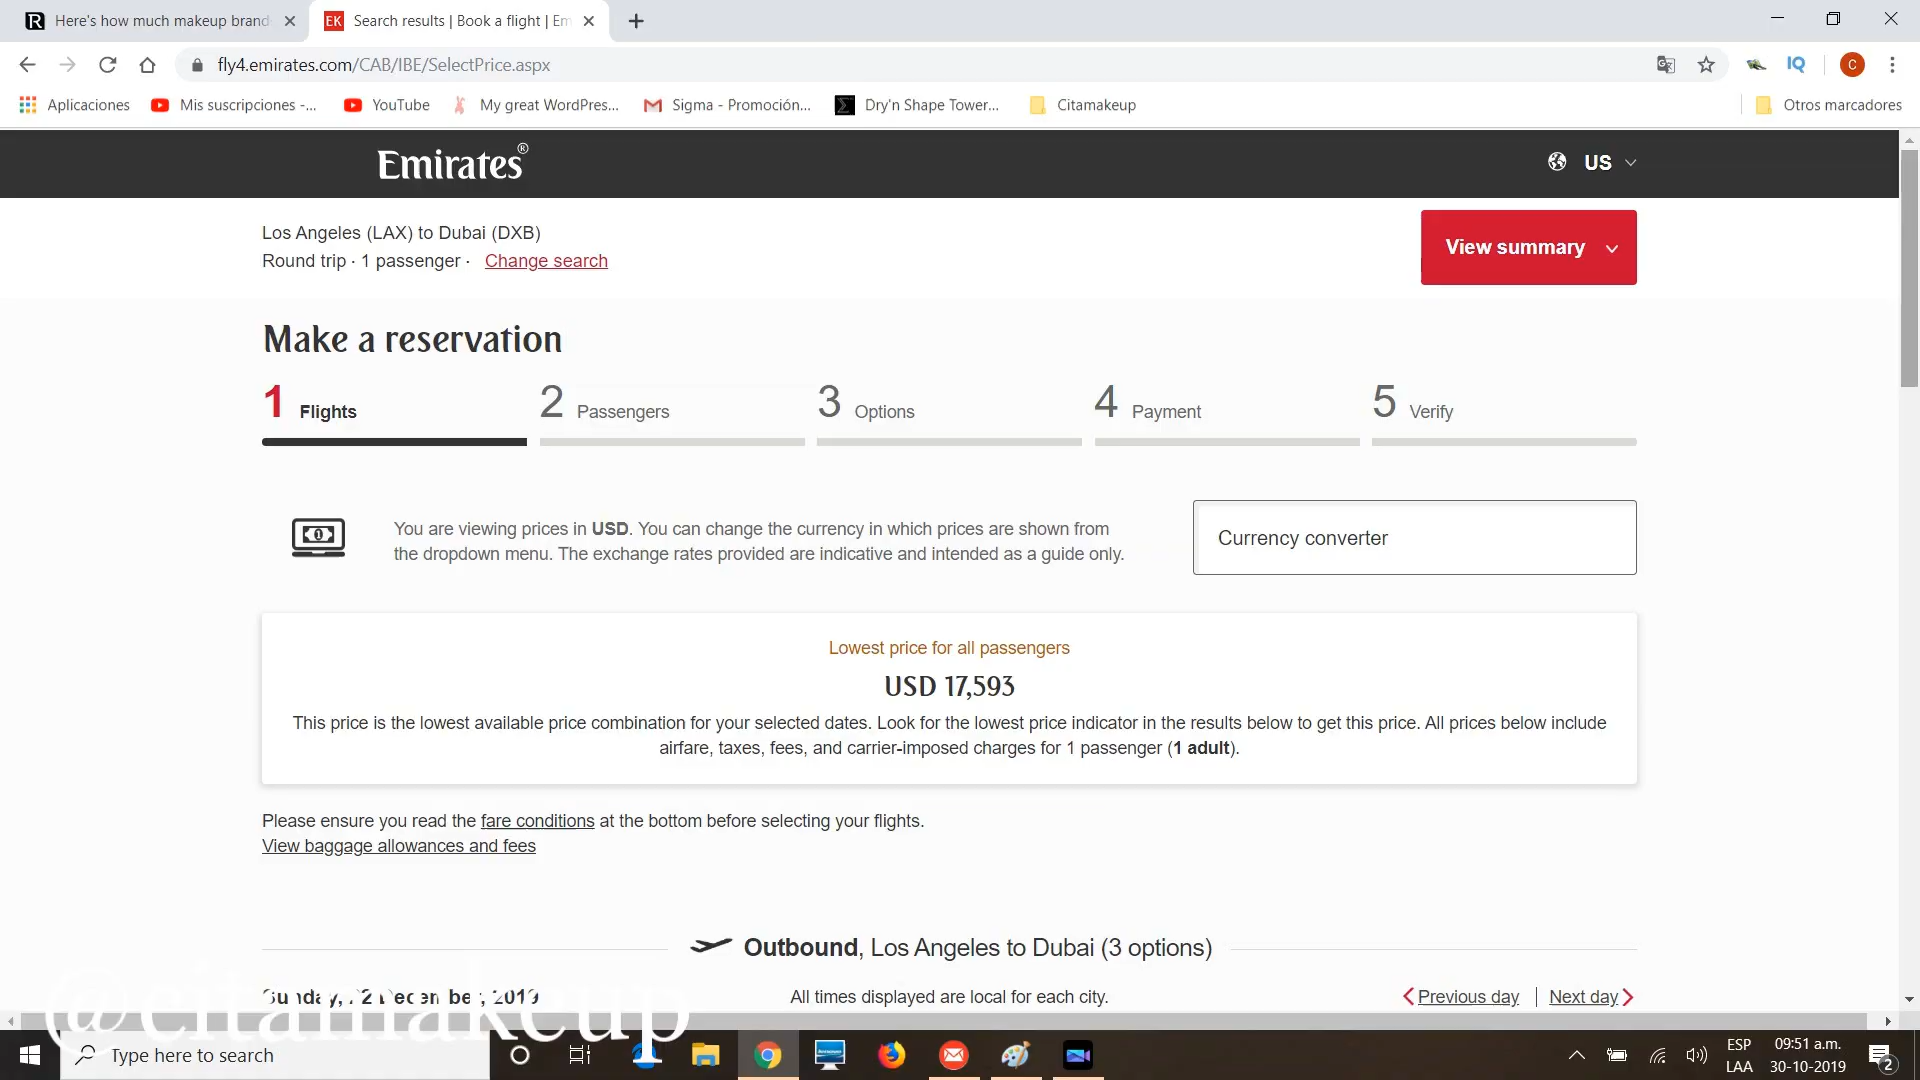 Here's how much makeup brand
Search results | Book a flight | Em
fly4.emirates.com/CAB/IBE/SelectPrice.aspx
Aplicaciones
Mis suscripciones -...
YouTube
My great WordPres...
Sigma - Promoción...
Dry'n Shape Tower...
Citamakeup
Otros marcadores
Emirates®
US
Los Angeles (LAX) to Dubai (DXB)
Round trip · 1 passenger · Change search
View summary
Make a reservation
1 Flights
2 Passengers
3 Options
4 Payment
5 Verify
You are viewing prices in USD. You can change the currency in which prices are shown from
the dropdown menu. The exchange rates provided are indicative and intended as a guide only.
Currency converter
Lowest price for all passengers
USD 17,593
This price is the lowest available price combination for your selected dates. Look for the lowest price indicator in the results below to get this price. All prices below include
airfare, taxes, fees, and carrier-imposed charges for 1 passenger (1 adult).
Please ensure you read the fare conditions at the bottom before selecting your flights.
View baggage allowances and fees
Outbound, Los Angeles to Dubai (3 options)
Sunday, 22 December, 2019
All times displayed are local for each city.
Previous day | Next day
@citamakeup
Type here to search
ESP
LAA
09:51 a.m.
30-10-2019
2